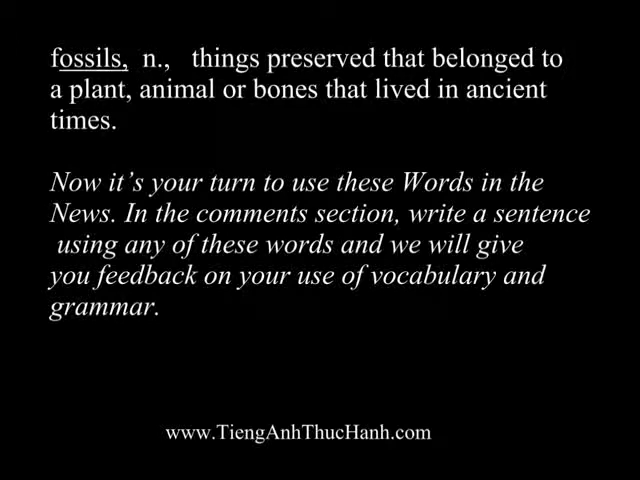 fossils, n., things preserved that belonged to
a plant, animal or bones that lived in ancient
times.
Now it's your turn to use these Words in the
News. In the comments section, write a sentence
using any of these words and we will give
you feedback on your use of vocabulary and
grammar.
www.TiengAnhThucHanh.com